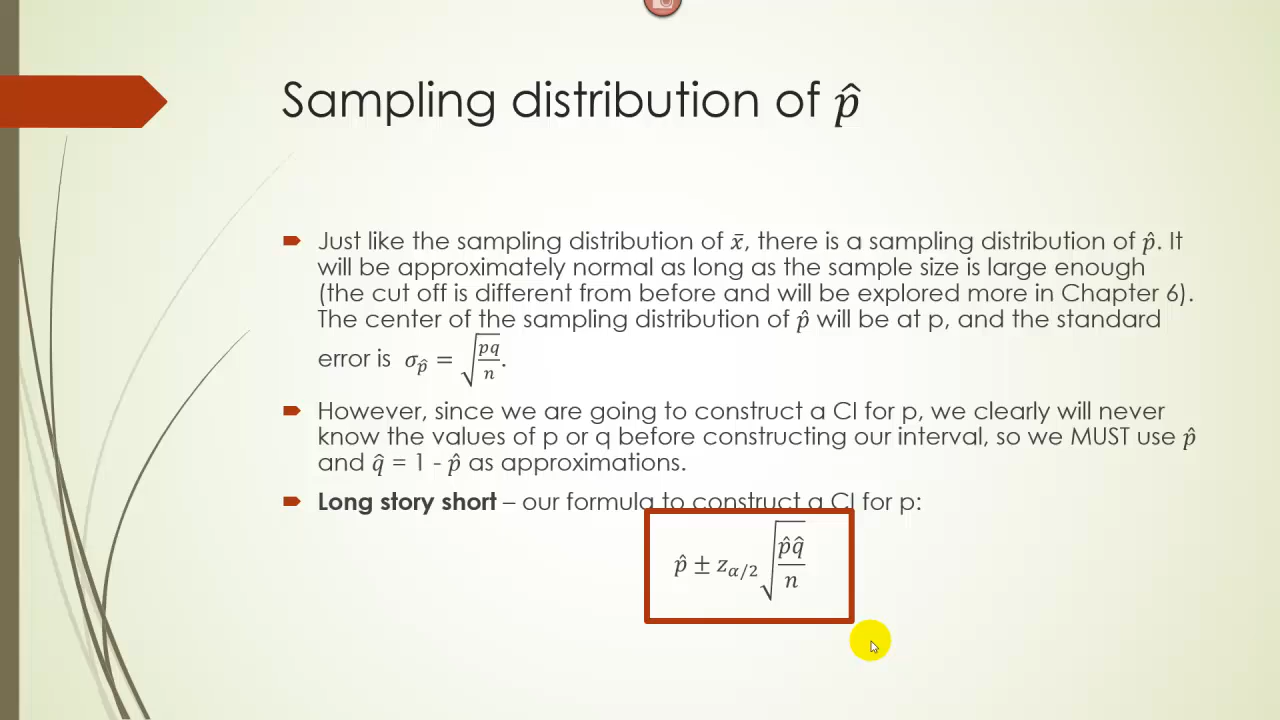 Sampling distribution of p̂
Just like the sampling distribution of x̄, there is a sampling distribution of p̂. It
will be approximately normal as long as the sample size is large enough
(the cut off is different from before and will be explored more in Chapter 6).
The center of the sampling distribution of p̂ will be at p, and the standard
error is σ_p̂ = √(pq/n).
However, since we are going to construct a CI for p, we clearly will never
know the values of p or q before constructing our interval, so we MUST use p̂
and q̂ = 1 - p̂ as approximations.
Long story short – our formula to construct a CI for p:
p̂ ± z_α/2 √(p̂q̂/n)